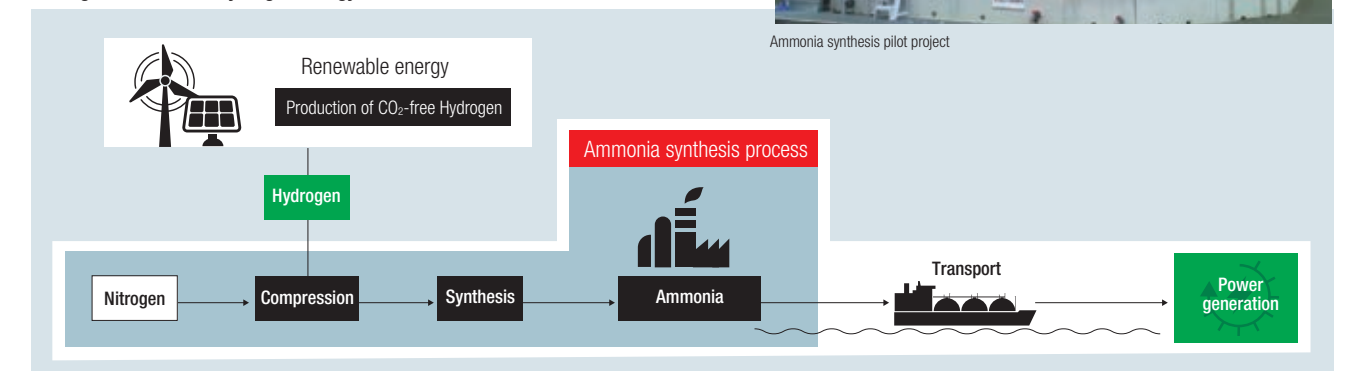 Ammonia synthesis pilot project
Renewable energy
Production of CO₂-free Hydrogen
Ammonia synthesis process
Hydrogen
Nitrogen
Compression
Synthesis
Ammonia
Transport
Power
generation